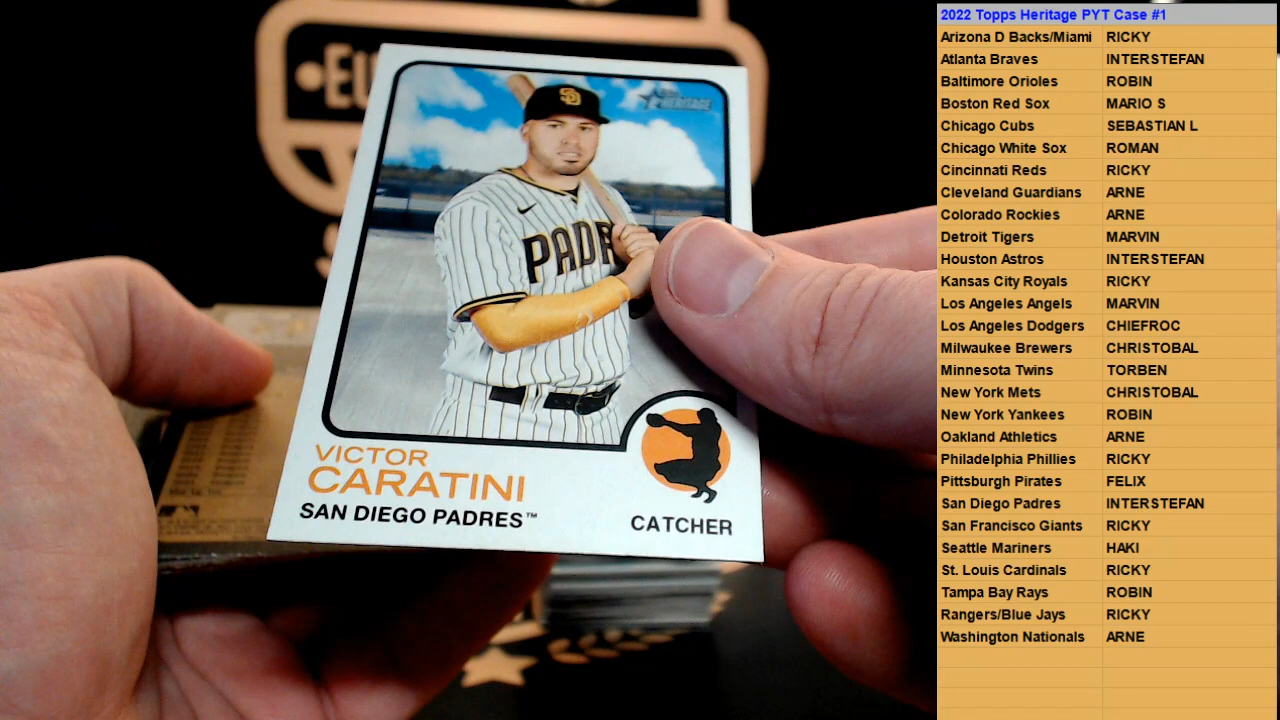 EU
HERITAGE
PADR
VICTOR
CARATINI
SAN DIEGO PADRES™
CATCHER
2022 Topps Heritage PYT Case #1
Arizona D Backs/Miami RICKY
Atlanta Braves INTERSTEFAN
Baltimore Orioles ROBIN
Boston Red Sox MARIO S
Chicago Cubs SEBASTIAN L
Chicago White Sox ROMAN
Cincinnati Reds RICKY
Cleveland Guardians ARNE
Colorado Rockies ARNE
Detroit Tigers MARVIN
Houston Astros INTERSTEFAN
Kansas City Royals RICKY
Los Angeles Angels MARVIN
Los Angeles Dodgers CHIEFROC
Milwaukee Brewers CHRISTOBAL
Minnesota Twins TORBEN
New York Mets CHRISTOBAL
New York Yankees ROBIN
Oakland Athletics ARNE
Philadelphia Phillies RICKY
Pittsburgh Pirates FELIX
San Diego Padres INTERSTEFAN
San Francisco Giants RICKY
Seattle Mariners HAKI
St. Louis Cardinals RICKY
Tampa Bay Rays ROBIN
Rangers/Blue Jays RICKY
Washington Nationals ARNE